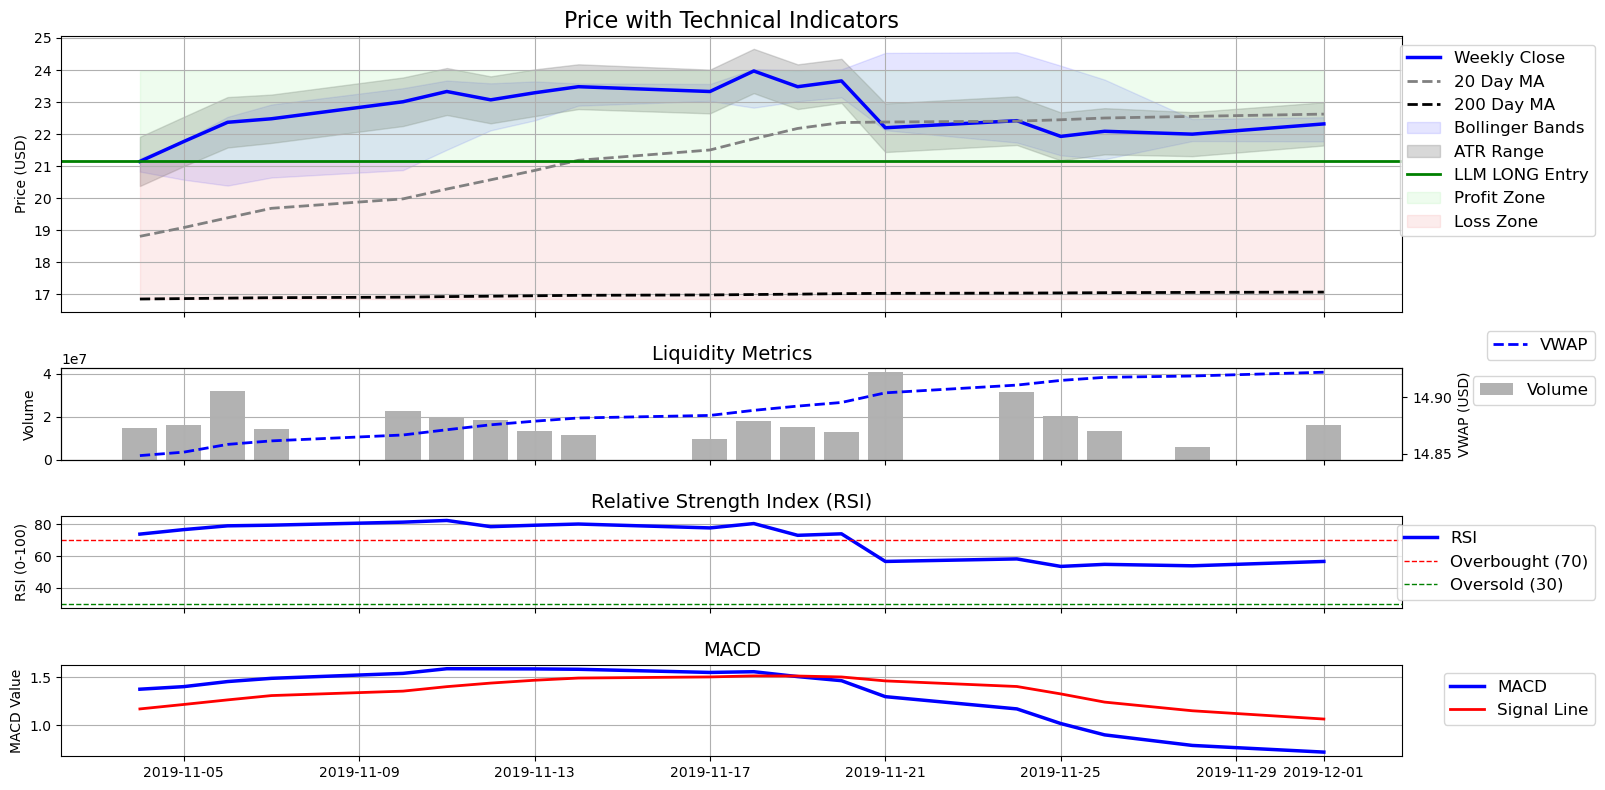 Price with Technical Indicators
Price (USD)
25
24
23
22
21
20
19
18
17
Weekly Close
20 Day MA
200 Day MA
Bollinger Bands
ATR Range
LLM LONG Entry
Profit Zone
Loss Zone
Liquidity Metrics
1e7
Volume
4
2
0
14.90
14.85
VWAP (USD)
VWAP
Volume
Relative Strength Index (RSI)
RSI (0-100)
80
60
40
RSI
Overbought (70)
Oversold (30)
MACD
MACD Value
1.5
1.0
MACD
Signal Line
2019-11-05
2019-11-09
2019-11-13
2019-11-17
2019-11-21
2019-11-25
2019-11-29
2019-12-01